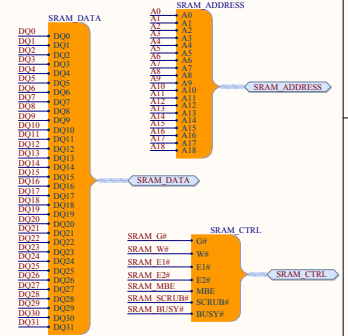 SRAM_DATA
DQ0 DQ0
DQ1 DQ1
DQ2 DQ2
DQ3 DQ3
DQ4 DQ4
DQ5 DQ5
DQ6 DQ6
DQ7 DQ7
DQ8 DQ8
DQ9 DQ9
DQ10 DQ10
DQ11 DQ11
DQ12 DQ12
DQ13 DQ13
DQ14 DQ14
DQ15 DQ15
DQ16 DQ16
DQ17 DQ17
DQ18 DQ18
DQ19 DQ19
DQ20 DQ20
DQ21 DQ21
DQ22 DQ22
DQ23 DQ23
DQ24 DQ24
DQ25 DQ25
DQ26 DQ26
DQ27 DQ27
DQ28 DQ28
DQ29 DQ29
DQ30 DQ30
DQ31 DQ31
SRAM_DATA
SRAM_ADDRESS
A0 A0
A1 A1
A2 A2
A3 A3
A4 A4
A5 A5
A6 A6
A7 A7
A8 A8
A9 A9
A10 A10
A11 A11
A12 A12
A13 A13
A14 A14
A15 A15
A16 A16
A17 A17
A18 A18
SRAM_ADDRESS
SRAM_CTRL
SRAM_G# G#
SRAM_W# W#
SRAM_E1# E1#
SRAM_E2# E2#
SRAM_MBE MBE
SRAM_SCRUB# SCRUB#
SRAM_BUSY# BUSY#
SRAM_CTRL